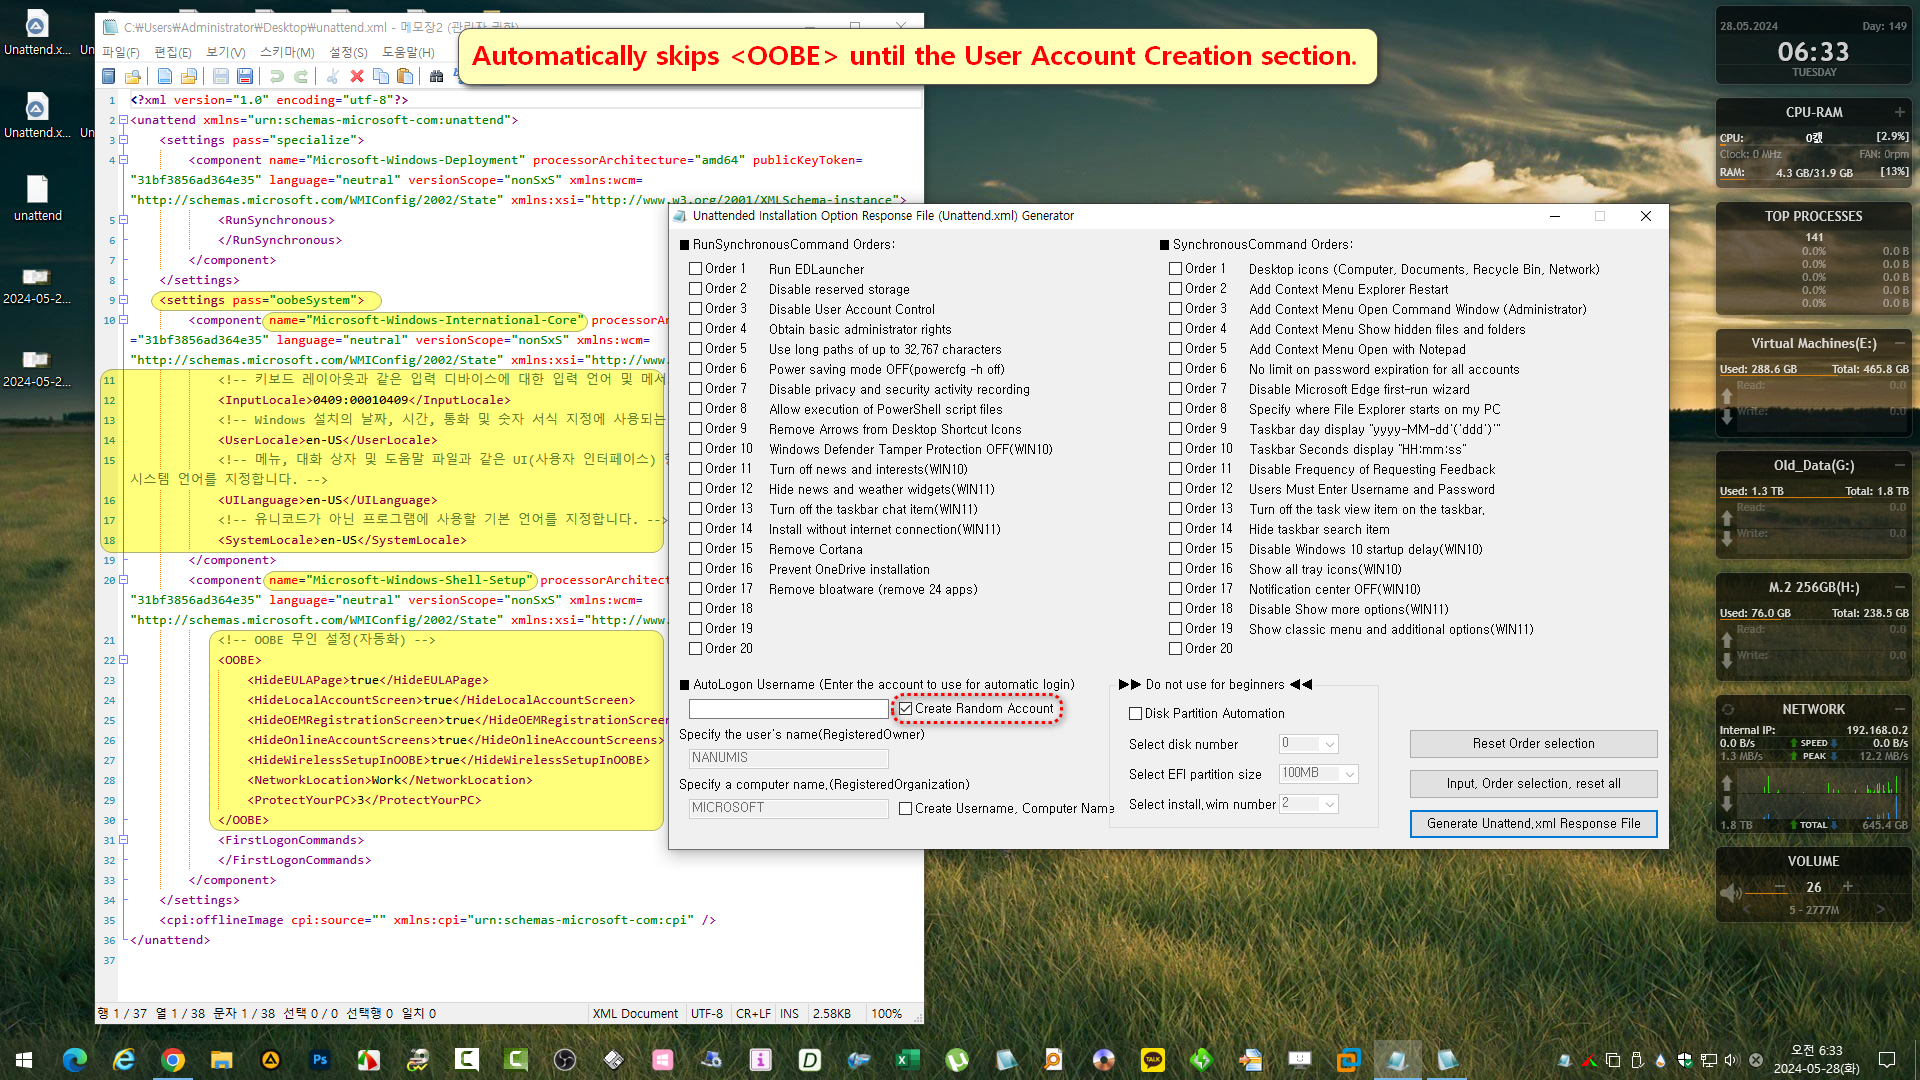 Unattend.x...
Unattend.x...
unattend
2024-05-2...
2024-05-2...
C:₩Users₩Administrator₩Desktop₩unattend.xml - 메모장2 (관리자 권한)
파일(F) 편집(E) 보기(V) 스키마(M) 설정(S) 도움말(H)
Automatically skips <OOBE> until the User Account Creation section.
1 <?xml version="1.0" encoding="utf-8"?>
2 <unattend xmlns="urn:schemas-microsoft-com:unattend">
3 <settings pass="specialize">
4 <component name="Microsoft-Windows-Deployment" processorArchitecture="amd64" publicKeyToken=
"31bf3856ad364e35" language="neutral" versionScope="nonSxS" xmlns:wcm=
"http://schemas.microsoft.com/WMIConfig/2002/State" xmlns:xsi="http://www.w3.org/2001/XMLSchema-instance">
5 <RunSynchronous>
6 </RunSynchronous>
7 </component>
8 </settings>
9 <settings pass="oobeSystem">
10 <component name="Microsoft-Windows-International-Core" processorAr
="31bf3856ad364e35" language="neutral" versionScope="nonSxS" xmlns:wcm=
"http://schemas.microsoft.com/WMIConfig/2002/State" xmlns:xsi="http://www.
11 <!-- 키보드 레이아웃과 같은 입력 디바이스에 대한 입력 언어 및 메서
12 <InputLocale>0409:00010409</InputLocale>
13 <!-- Windows 설치의 날짜, 시간, 통화 및 숫자 서식 지정에 사용되는
14 <UserLocale>en-US</UserLocale>
15 <!-- 메뉴, 대화 상자 및 도움말 파일과 같은 UI(사용자 인터페이스)
시스템 언어를 지정합니다. -->
16 <UILanguage>en-US</UILanguage>
17 <!-- 유니코드가 아닌 프로그램에 사용할 기본 언어를 지정합니다. -->
18 <SystemLocale>en-US</SystemLocale>
19 </component>
20 <component name="Microsoft-Windows-Shell-Setup" processorArchitect
"31bf3856ad364e35" language="neutral" versionScope="nonSxS" xmlns:wcm=
"http://schemas.microsoft.com/WMIConfig/2002/State" xmlns:xsi="http://www.
21 <!-- OOBE 무인 설정(자동화) -->
22 <OOBE>
23 <HideEULAPage>true</HideEULAPage>
24 <HideLocalAccountScreen>true</HideLocalAccountScreen>
25 <HideOEMRegistrationScreen>true</HideOEMRegistrationScreen
26 <HideOnlineAccountScreens>true</HideOnlineAccountScreens>
27 <HideWirelessSetupInOOBE>true</HideWirelessSetupInOOBE>
28 <NetworkLocation>Work</NetworkLocation>
29 <ProtectYourPC>3</ProtectYourPC>
30 </OOBE>
31 <FirstLogonCommands>
32 </FirstLogonCommands>
33 </component>
34 </settings>
35 <cpi:offlineImage cpi:source="" xmlns:cpi="urn:schemas-microsoft-com:cpi" />
36 </unattend>
37
행 1 / 37 열 1 / 38 문자 1 / 38 선택 0 / 0 선택행 0 일치 0 XML Document UTF-8 CR+LF INS 2.58KB 100%
Unattended Installation Option Response File (Unattend.xml) Generator
■ RunSynchronousCommand Orders:
Order 1 Run EDLauncher
Order 2 Disable reserved storage
Order 3 Disable User Account Control
Order 4 Obtain basic administrator rights
Order 5 Use long paths of up to 32,767 characters
Order 6 Power saving mode OFF(powercfg -h off)
Order 7 Disable privacy and security activity recording
Order 8 Allow execution of PowerShell script files
Order 9 Remove Arrows from Desktop Shortcut Icons
Order 10 Windows Defender Tamper Protection OFF(WIN10)
Order 11 Turn off news and interests(WIN10)
Order 12 Hide news and weather widgets(WIN11)
Order 13 Turn off the taskbar chat item(WIN11)
Order 14 Install without internet connection(WIN11)
Order 15 Remove Cortana
Order 16 Prevent OneDrive installation
Order 17 Remove bloatware (remove 24 apps)
Order 18
Order 19
Order 20
■ SynchronousCommand Orders:
Order 1 Desktop icons (Computer, Documents, Recycle Bin, Network)
Order 2 Add Context Menu Explorer Restart
Order 3 Add Context Menu Open Command Window (Administrator)
Order 4 Add Context Menu Show hidden files and folders
Order 5 Add Context Menu Open with Notepad
Order 6 No limit on password expiration for all accounts
Order 7 Disable Microsoft Edge first-run wizard
Order 8 Specify where File Explorer starts on my PC
Order 9 Taskbar day display "yyyy-MM-dd'('ddd')'"
Order 10 Taskbar Seconds display "HH:mm:ss"
Order 11 Disable Frequency of Requesting Feedback
Order 12 Users Must Enter Username and Password
Order 13 Turn off the task view item on the taskbar.
Order 14 Hide taskbar search item
Order 15 Disable Windows 10 startup delay(WIN10)
Order 16 Show all tray icons(WIN10)
Order 17 Notification center OFF(WIN10)
Order 18 Disable Show more options(WIN11)
Order 19 Show classic menu and additional options(WIN11)
Order 20
■ AutoLogon Username (Enter the account to use for automatic login)
Create Random Account
Specify the user's name(RegisteredOwner)
NANUMIS
Specify a computer name.(RegisteredOrganization)
MICROSOFT
Create Username, Computer Name
▶▶ Do not use for beginners ◀◀
Disk Partition Automation
Select disk number 0
Select EFI partition size 100MB
Select install.wim number 2
Reset Order selection
Input, Order selection, reset all
Generate Unattend.xml Response File
28.05.2024 Day: 149
06:33
TUESDAY
CPU-RAM
CPU: 0캜 [2.9%]
Clock: 0 MHz FAN: 0rpm
RAM: 4.3 GB/31.9 GB [13%]
TOP PROCESSES
141
0.0% 0.0 B
0.0% 0.0 B
0.0% 0.0 B
0.0% 0.0 B
0.0% 0.0 B
Virtual Machines(E:)
Used: 288.6 GB Total: 465.8 GB
Read: 0.0
Write: 0.0
Old_Data(G:)
Used: 1.3 TB Total: 1.8 TB
Read: 0.0
Write: 0.0
M.2 256GB(H:)
Used: 76.0 GB Total: 238.5 GB
Read: 0.0
Write: 0.0
NETWORK
Internal IP: 192.168.0.2
0.0 B/s SPEED 0.0 B/s
1.3 MB/s PEAK 12.2 MB/s
1.8 TB TOTAL 645.4 GB
VOLUME
26
5 - 2777M
오전 6:33
2024-05-28(화)